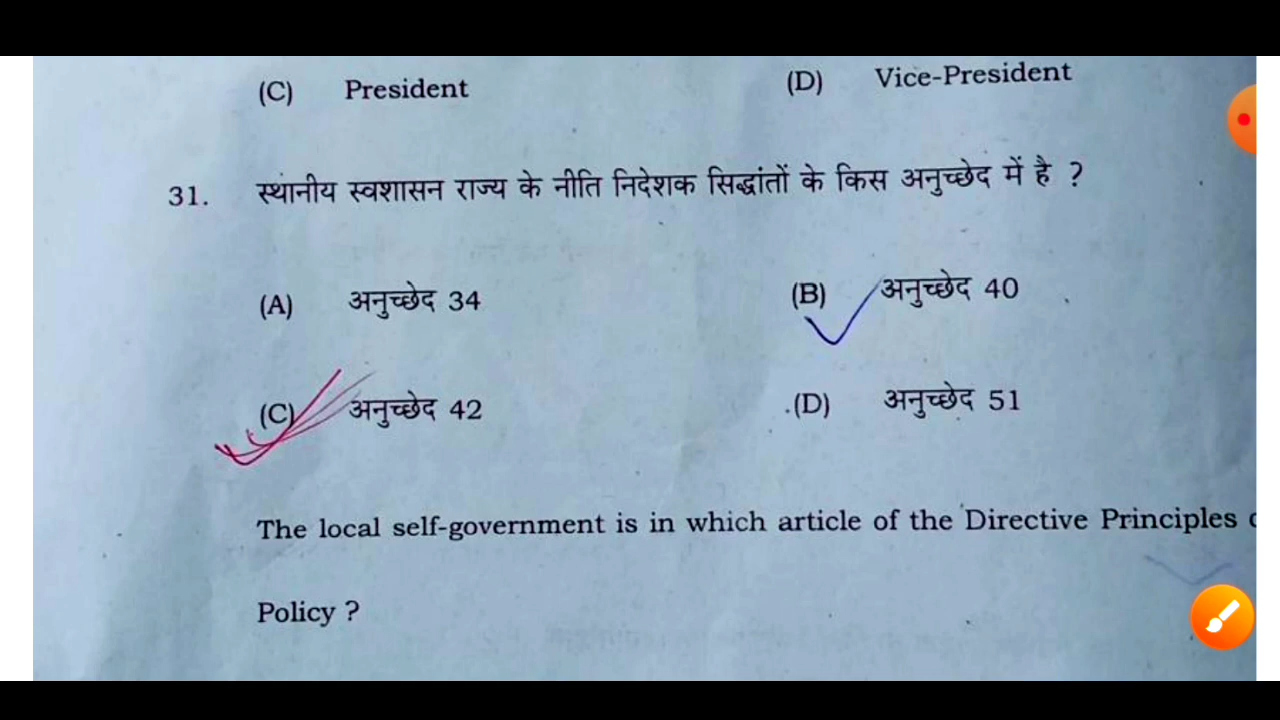 (C) President (D) Vice-President
31. स्थानीय स्वशासन राज्य के नीति निदेशक सिद्धांतों के किस अनुच्छेद में है ?
(A) अनुच्छेद 34 (B) अनुच्छेद 40
(C) अनुच्छेद 42 (D) अनुच्छेद 51
The local self-government is in which article of the Directive Principles
Policy ?